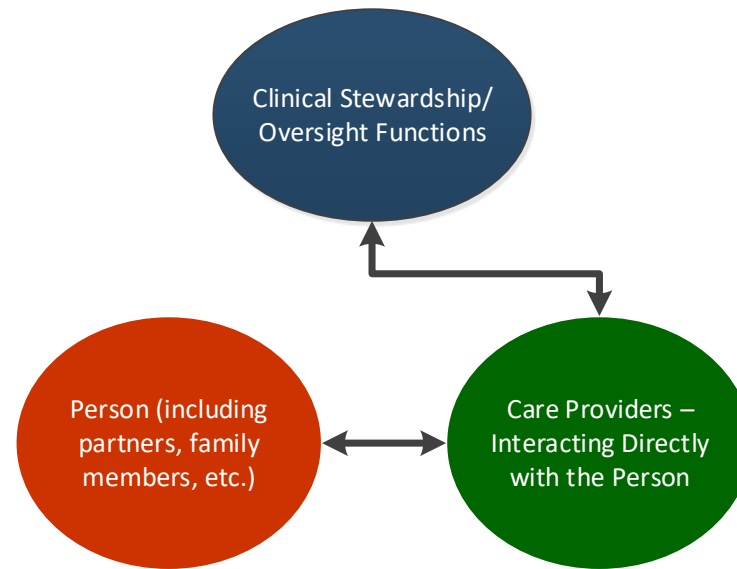 Clinical Stewardship/
Oversight Functions
Person (including
partners, family
members, etc.)
Care Providers –
Interacting Directly
with the Person